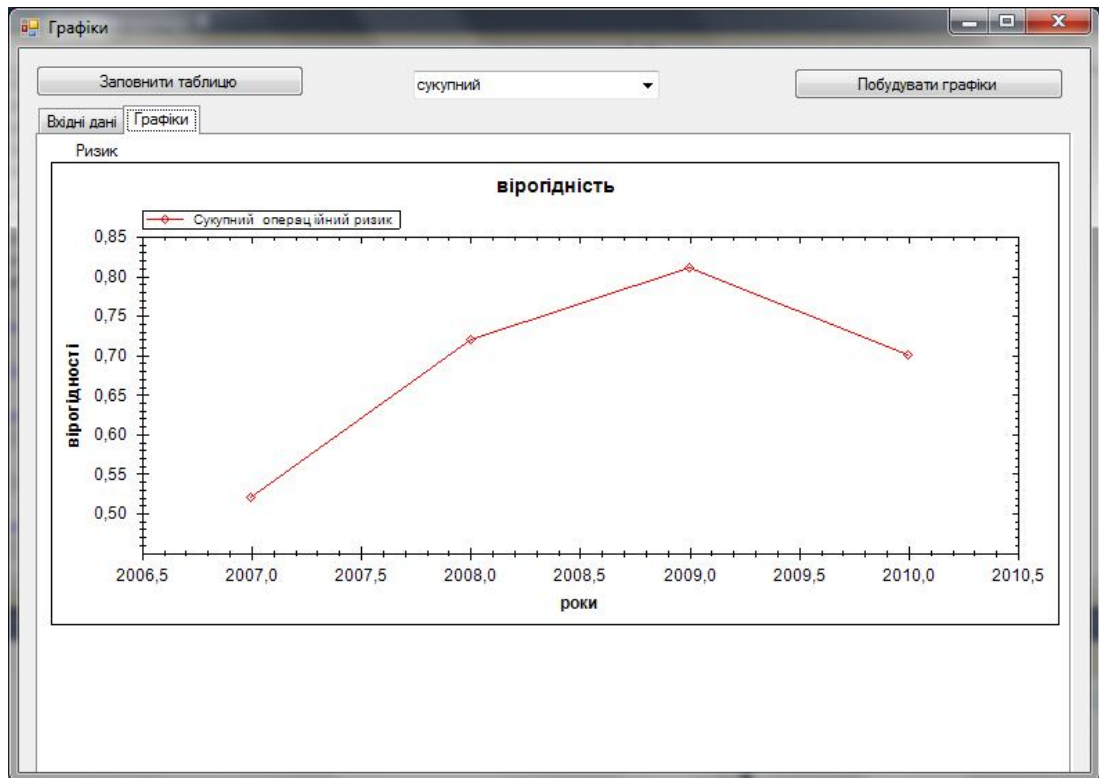 Графіки
Заповнити таблицю
сукупний
Побудувати графіки
Вхідні дані
Графіки
Ризик
вірогідність
Сукупний операційний ризик
вірогідності
0,85
0,80
0,75
0,70
0,65
0,60
0,55
0,50
2006,5 2007,0 2007,5 2008,0 2008,5 2009,0 2009,5 2010,0 2010,5
роки